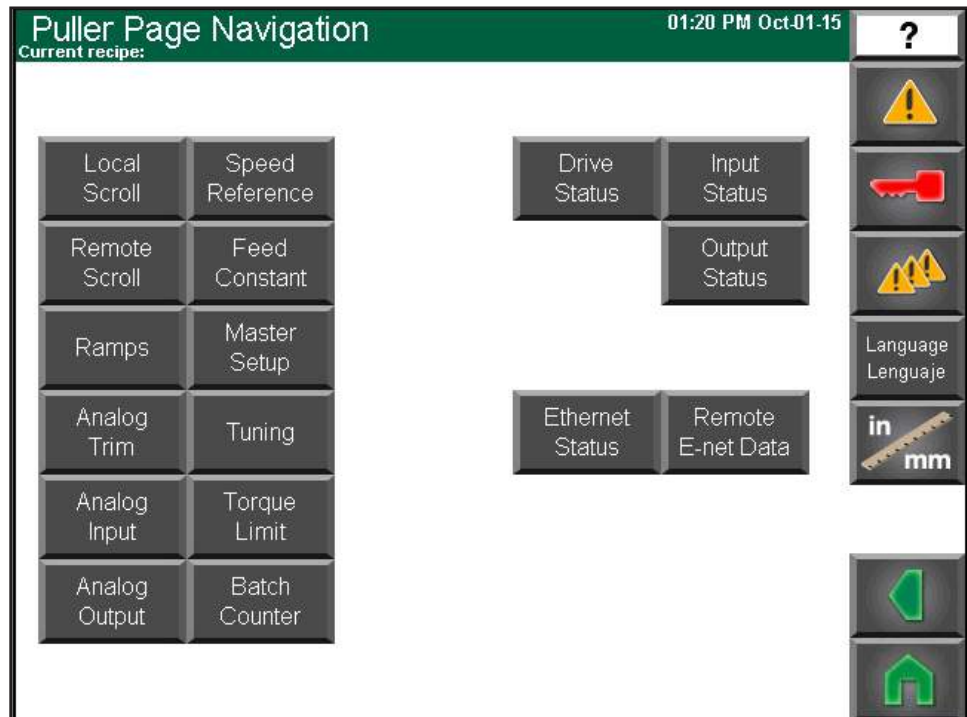 Puller Page Navigation
01:20 PM Oct-01-15
Current recipe:
?
Local
Scroll
Speed
Reference
Remote
Scroll
Feed
Constant
Ramps
Master
Setup
Analog
Trim
Tuning
Analog
Input
Torque
Limit
Analog
Output
Batch
Counter
Drive
Status
Input
Status
Output
Status
Ethernet
Status
Remote
E-net Data
Language
Lenguaje
in
mm